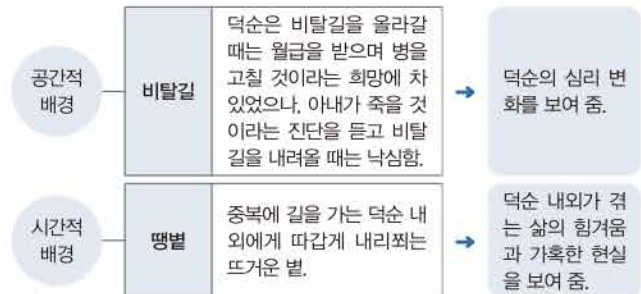 공간적
배경
비탈길
덕순은 비탈길을 올라갈
때는 월급을 받으며 병을
고칠 것이라는 희망에 차
있었으나, 아내가 죽을 것
이라는 진단을 듣고 비탈
길을 내려올 때는 낙심함.
→
덕순의 심리 변
화를 보여 줌.
시간적
배경
땡볕
중복에 길을 가는 덕순 내
외에게 따갑게 내리쬐는
뜨거운 볕.
→
덕순 내외가 겪
는 삶의 힘겨움
과 가혹한 현실
을 보여 줌.